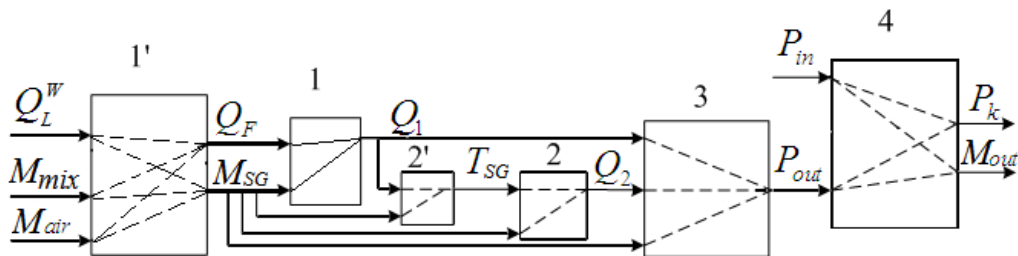 1'
1
3
4
P_in
Q_L^W
Q_F
Q_1
P_k
2'
T_SG
2
Q_2
M_mix
M_SG
P_out
M_out
M_air